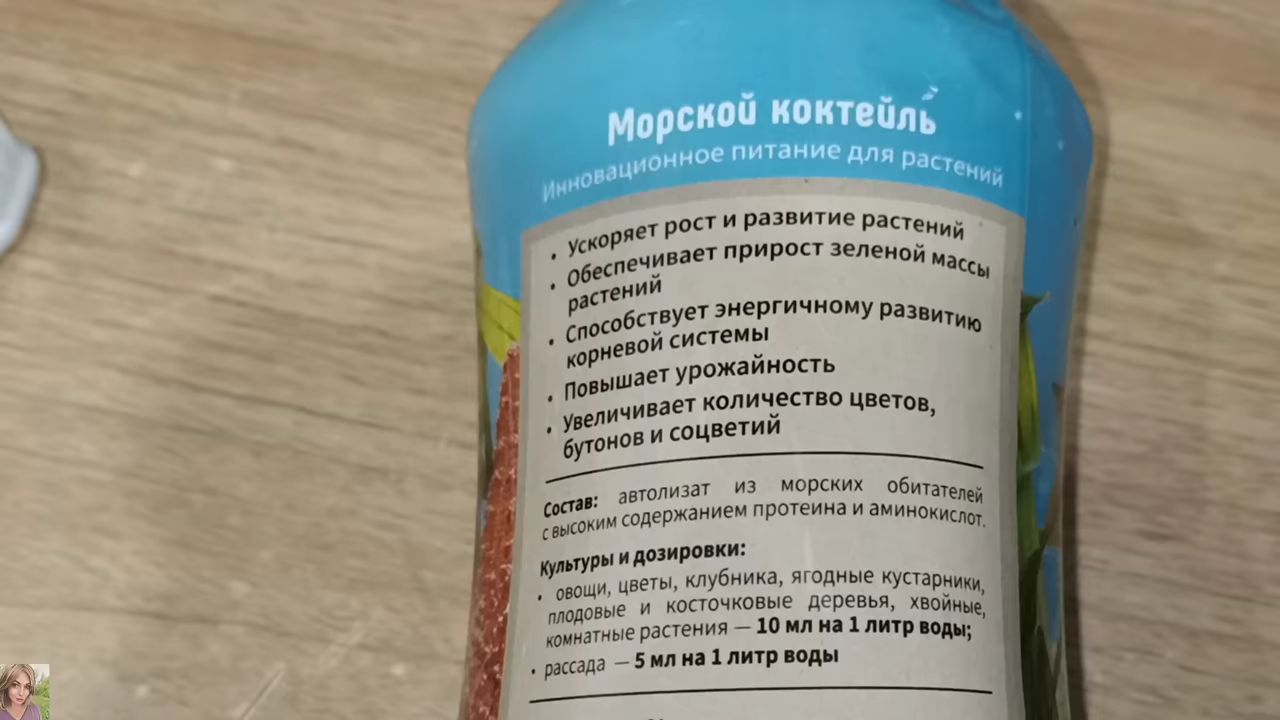 Морской коктейль
Инновационное питание для растений
• Ускоряет рост и развитие растений
• Обеспечивает прирост зеленой массы
растений
• Способствует энергичному развитию
корневой системы
• Повышает урожайность
• Увеличивает количество цветов,
бутонов и соцветий
Состав: автолизат из морских обитателей
с высоким содержанием протеина и аминокислот.
Культуры и дозировки:
• овощи, цветы, клубника, ягодные кустарники,
плодовые и косточковые деревья, хвойные,
комнатные растения — 10 мл на 1 литр воды;
• рассада — 5 мл на 1 литр воды